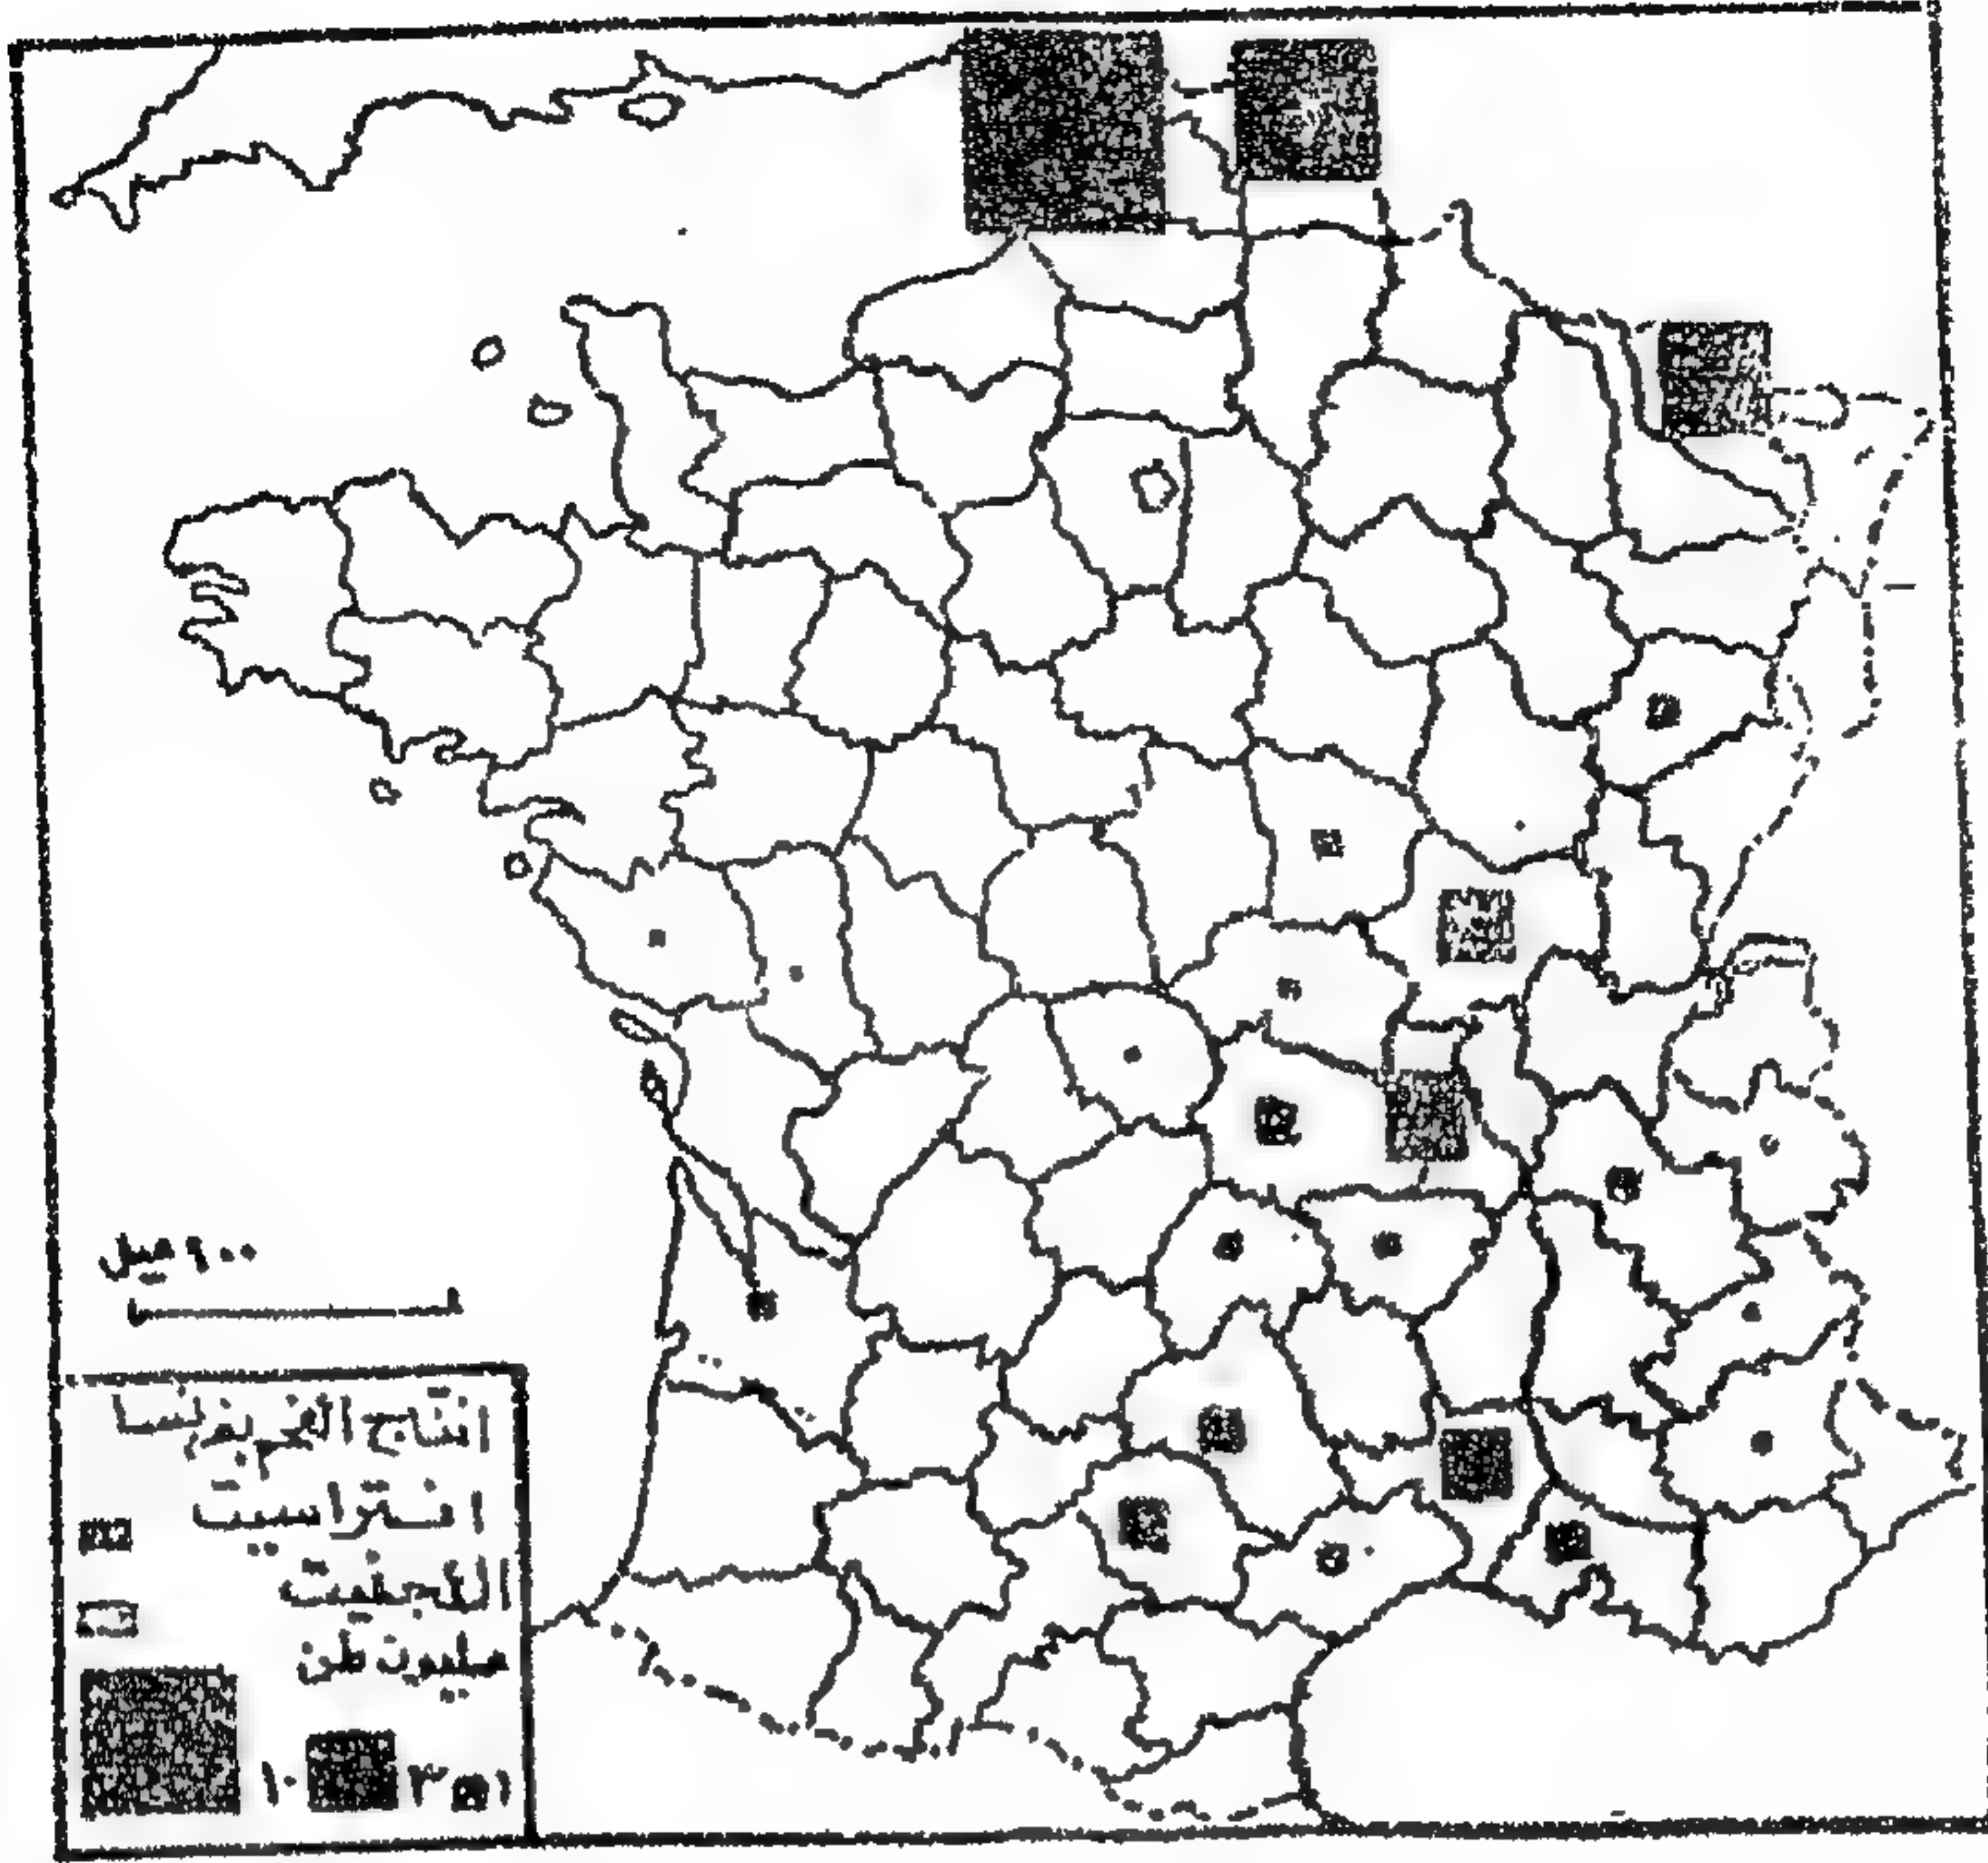 ١٠٠ ميل
انتاج الفحم بفرنسا
انتراسيت
اللجنيت
مليون طن
١ ٣ ١٠